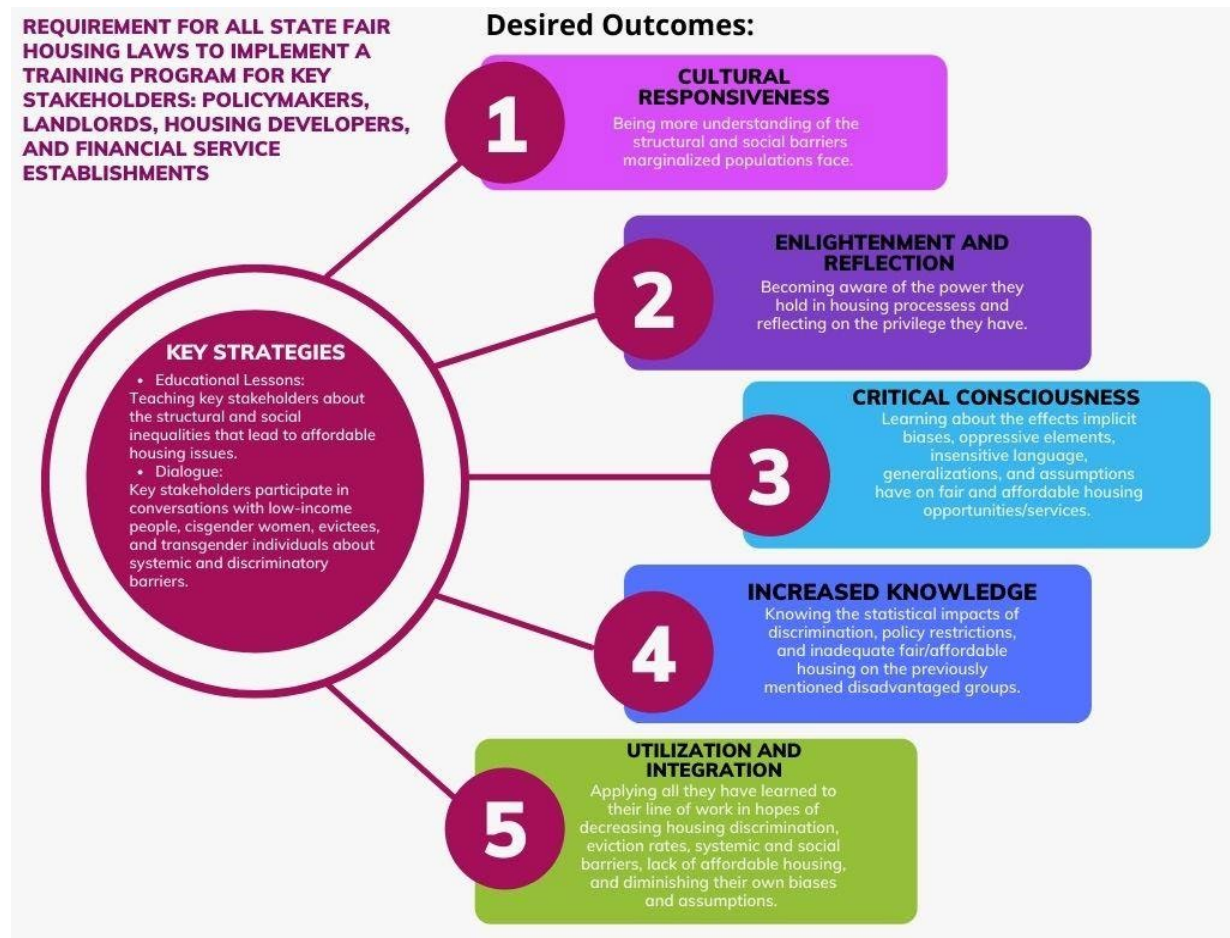 REQUIREMENT FOR ALL STATE FAIR
HOUSING LAWS TO IMPLEMENT A
TRAINING PROGRAM FOR KEY
STAKEHOLDERS: POLICYMAKERS,
LANDLORDS, HOUSING DEVELOPERS,
AND FINANCIAL SERVICE
ESTABLISHMENTS
Desired Outcomes:
1
CULTURAL
RESPONSIVENESS
Being more understanding of the
structural and social barriers
marginalized populations face.
2
ENLIGHTENMENT AND
REFLECTION
Becoming aware of the power they
hold in housing processess and
reflecting on the privilege they have.
KEY STRATEGIES
• Educational Lessons:
Teaching key stakeholders about
the structural and social
inequalities that lead to affordable
housing issues.
• Dialogue:
Key stakeholders participate in
conversations with low-income
people, cisgender women, evictees,
and transgender individuals about
systemic and discriminatory
barriers.
3
CRITICAL CONSCIOUSNESS
Learning about the effects implicit
biases, oppressive elements,
insensitive language,
generalizations, and assumptions
have on fair and affordable housing
opportunities/services.
4
INCREASED KNOWLEDGE
Knowing the statistical impacts of
discrimination, policy restrictions,
and inadequate fair/affordable
housing on the previously
mentioned disadvantaged groups.
5
UTILIZATION AND
INTEGRATION
Applying all they have learned to
their line of work in hopes of
decreasing housing discrimination,
eviction rates, systemic and social
barriers, lack of affordable housing,
and diminishing their own biases
and assumptions.